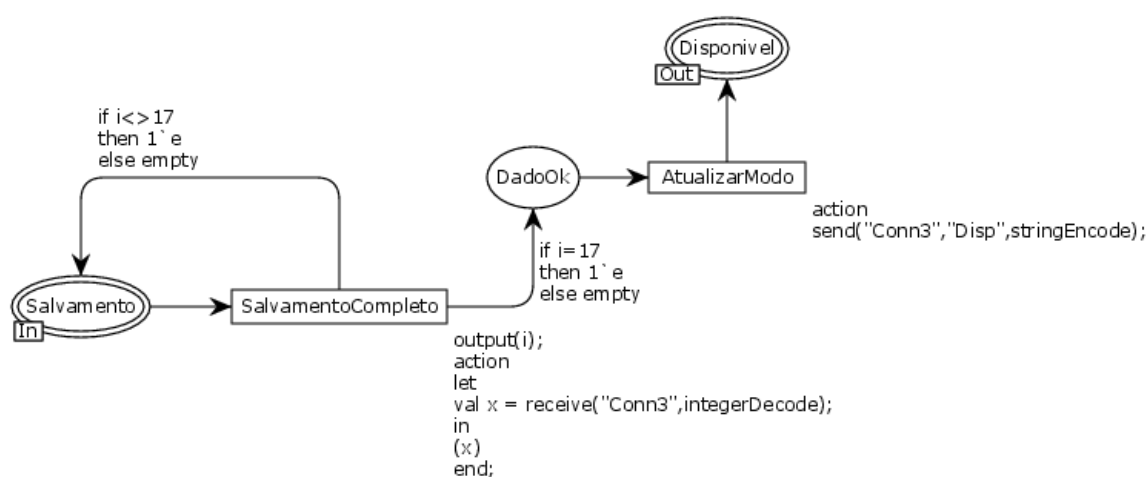 Disponivel
Out
if i<>17
then 1`e
else empty
DadoOk
AtualizarModo
action
send("Conn3","Disp",stringEncode);
if i=17
then 1`e
else empty
Salvamento
In
SalvamentoCompleto
output(i);
action
let
val x = receive("Conn3",integerDecode);
in
(x)
end;